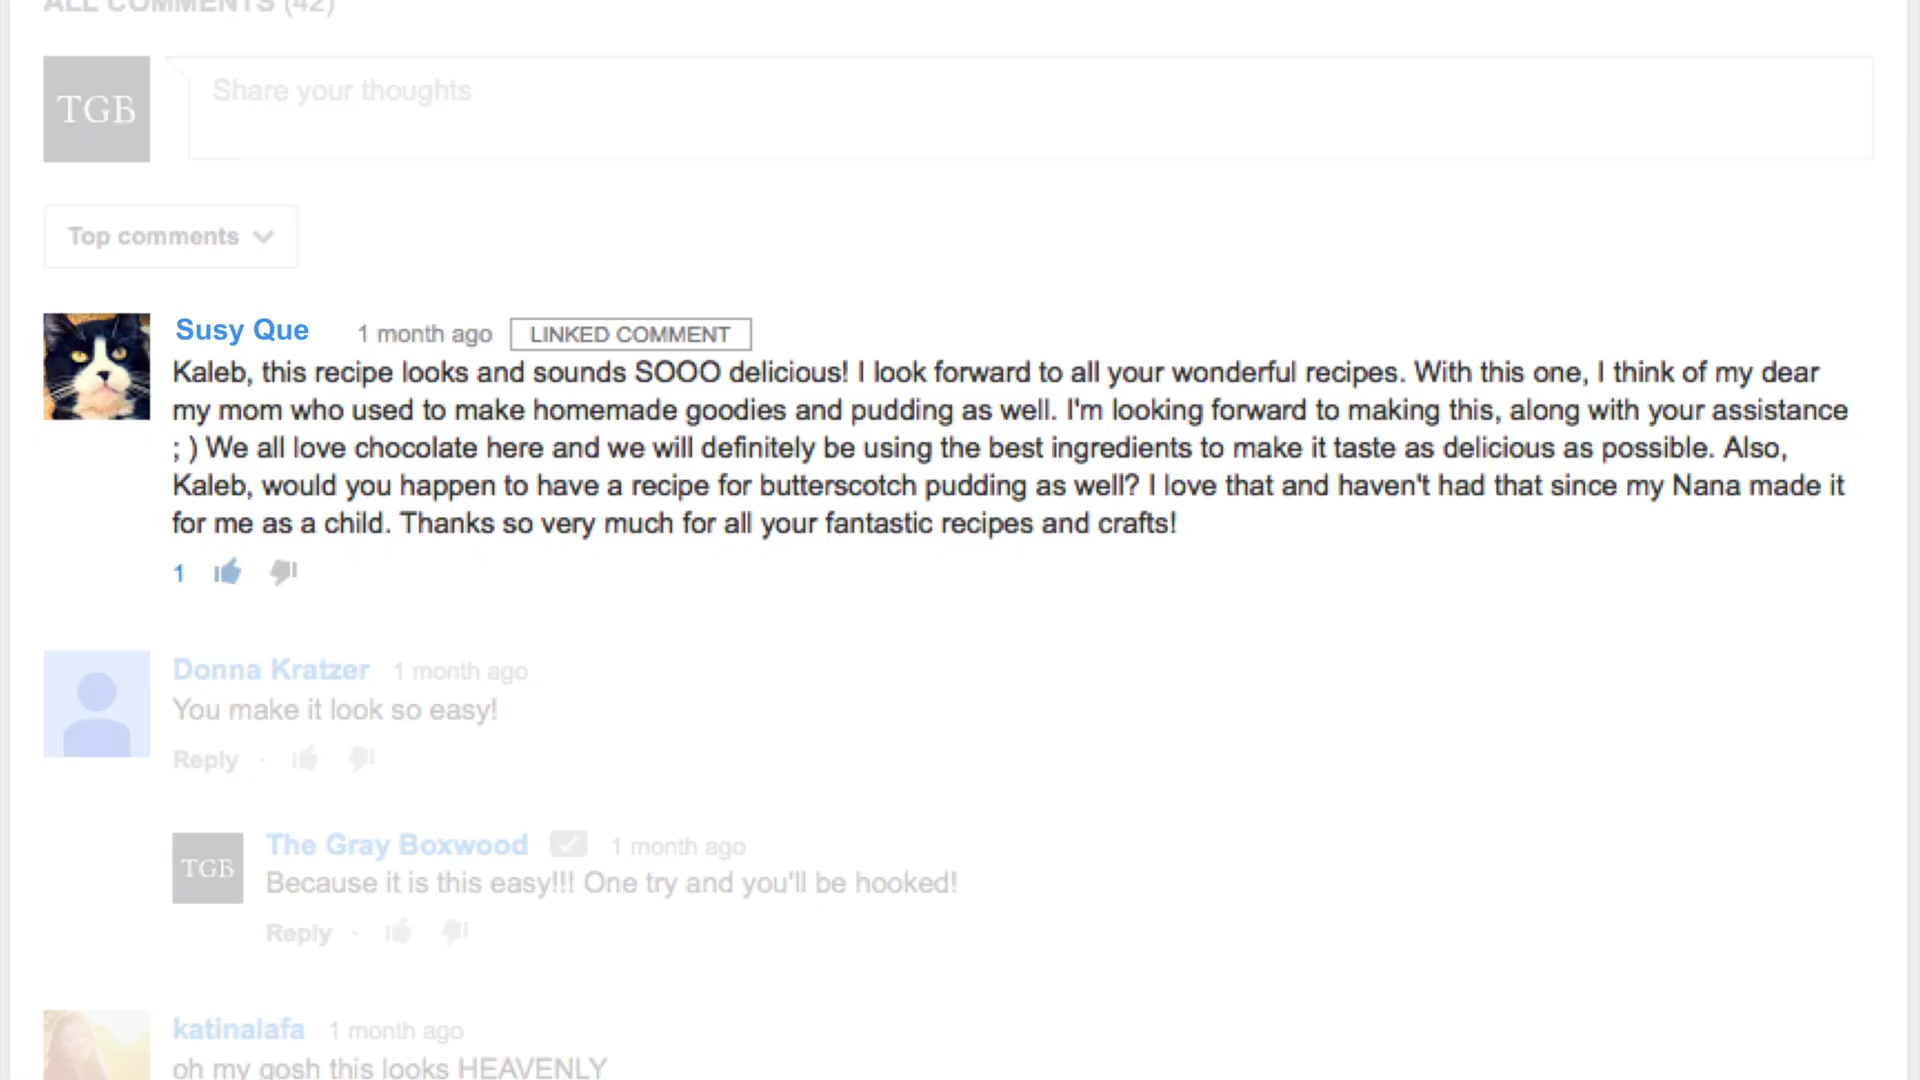 ALL COMMENTS (42)
TGB
Share your thoughts
Top comments
Susy Que 1 month ago LINKED COMMENT
Kaleb, this recipe looks and sounds SOOO delicious! I look forward to all your wonderful recipes. With this one, I think of my dear
my mom who used to make homemade goodies and pudding as well. I'm looking forward to making this, along with your assistance
; ) We all love chocolate here and we will definitely be using the best ingredients to make it taste as delicious as possible. Also,
Kaleb, would you happen to have a recipe for butterscotch pudding as well? I love that and haven't had that since my Nana made it
for me as a child. Thanks so very much for all your fantastic recipes and crafts!
1
Donna Kratzer 1 month ago
You make it look so easy!
Reply ·
The Gray Boxwood 1 month ago
TGB
Because it is this easy!!! One try and you'll be hooked!
Reply ·
katinalafa 1 month ago
oh my gosh this looks HEAVENLY